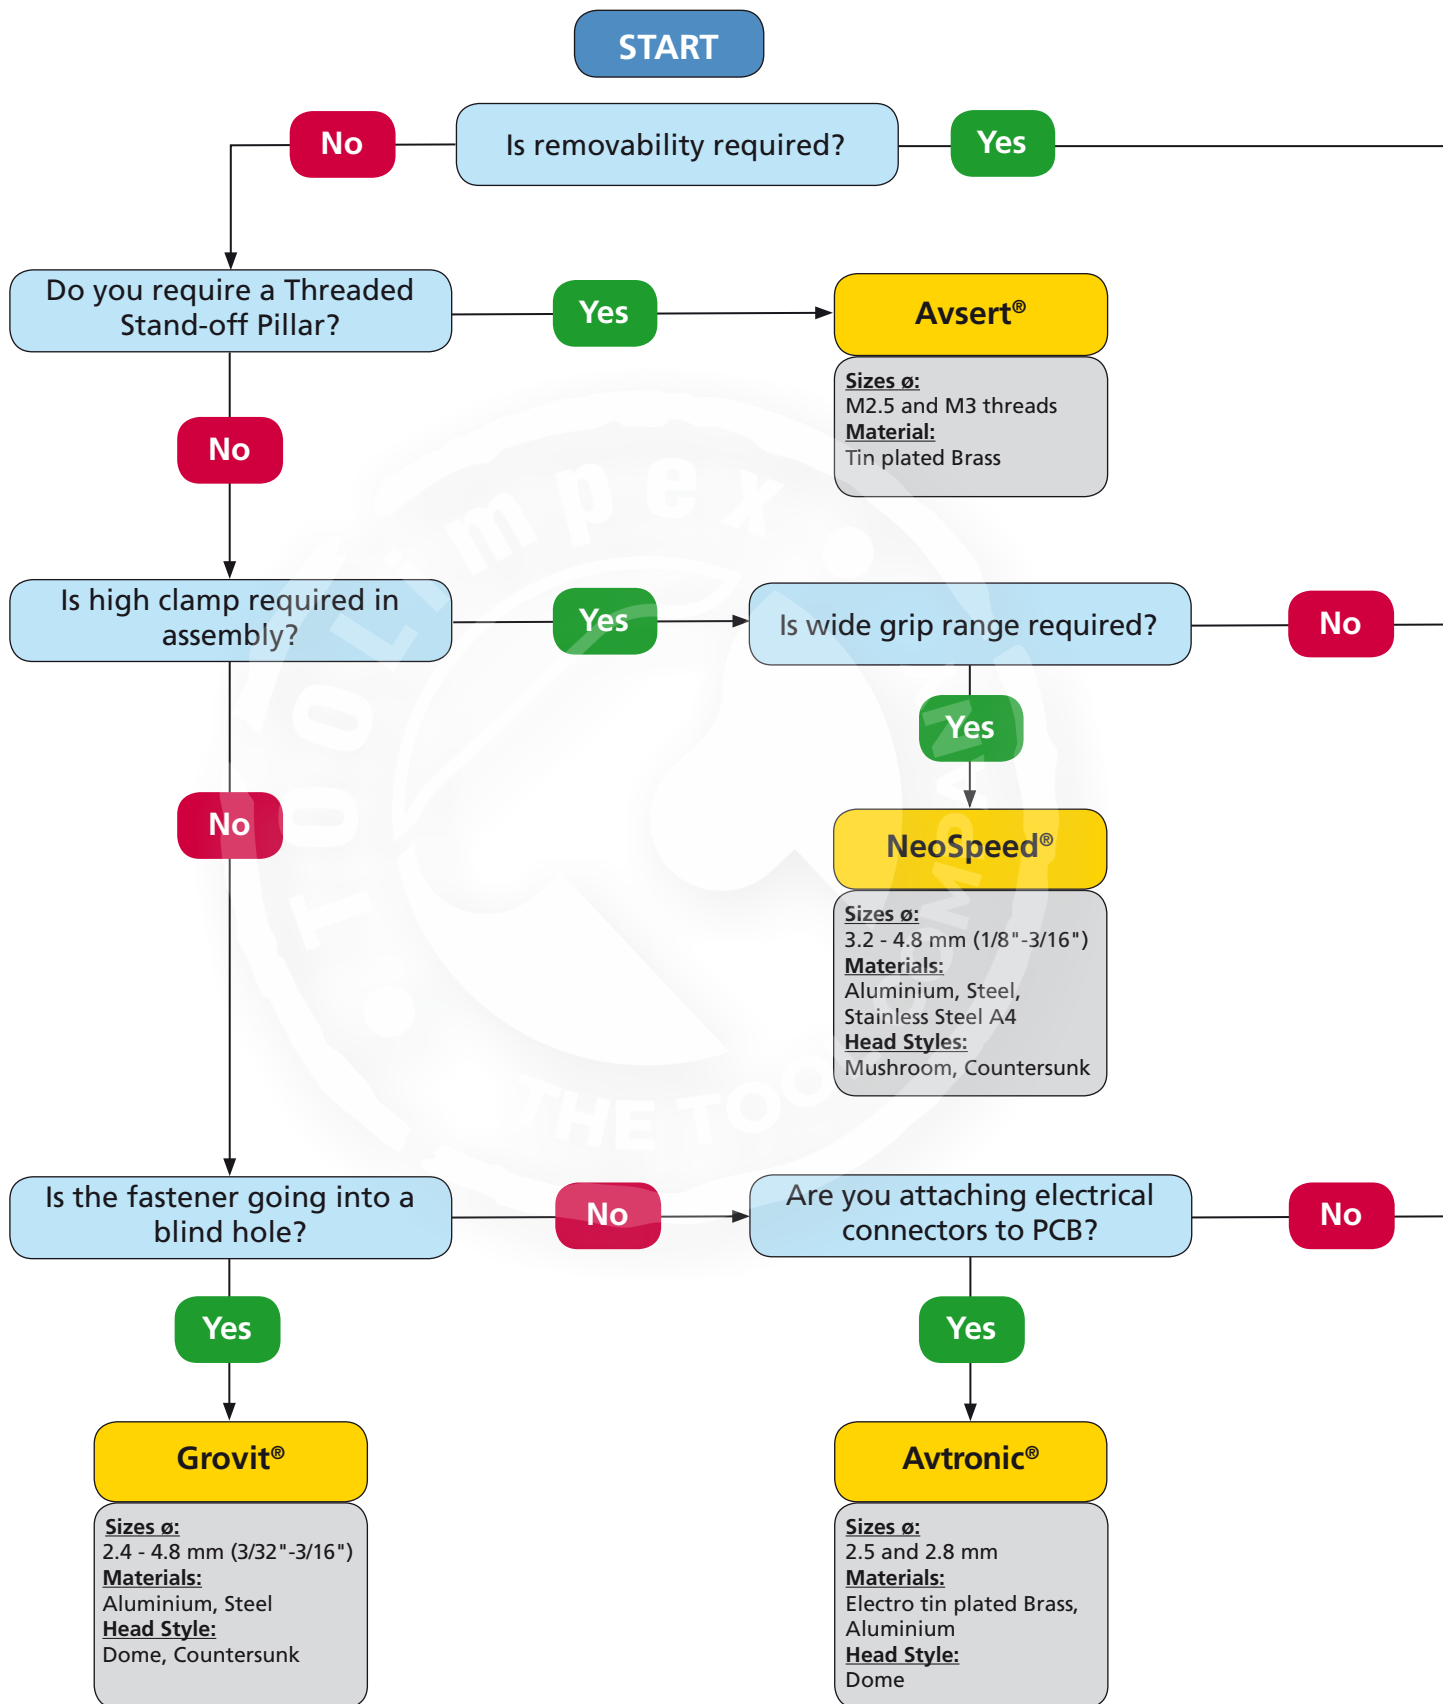 START
No
Is removability required?
Yes
Do you require a Threaded
Stand-off Pillar?
Yes
Avsert®
Sizes ø:
M2.5 and M3 threads
Material:
Tin plated Brass
No
Is high clamp required in
assembly?
Yes
Is wide grip range required?
No
Yes
No
NeoSpeed®
Sizes ø:
3.2 - 4.8 mm (1/8"-3/16")
Materials:
Aluminium, Steel,
Stainless Steel A4
Head Styles:
Mushroom, Countersunk
Is the fastener going into a
blind hole?
No
Are you attaching electrical
connectors to PCB?
No
Yes
Yes
Grovit®
Sizes ø:
2.4 - 4.8 mm (3/32"-3/16")
Materials:
Aluminium, Steel
Head Style:
Dome, Countersunk
Avtronic®
Sizes ø:
2.5 and 2.8 mm
Materials:
Electro tin plated Brass,
Aluminium
Head Style:
Dome
TOOLimpex
THE TOOL COMPANY